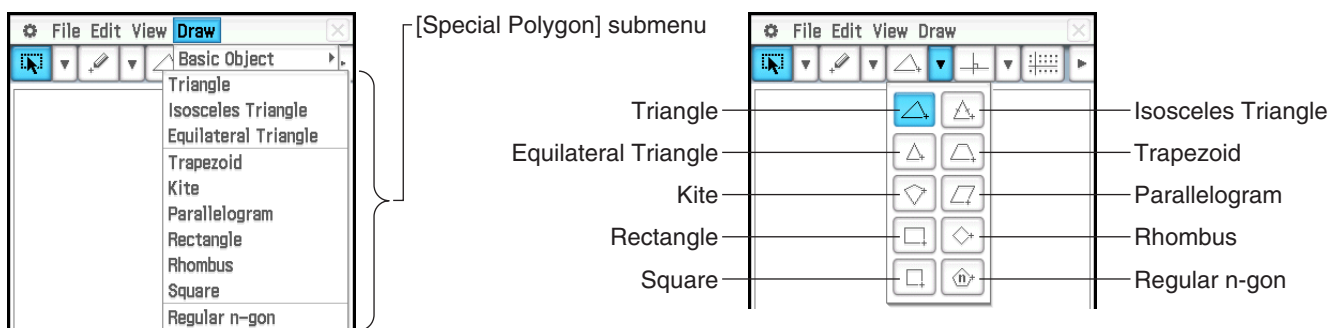 File Edit View Draw
Basic Object
Triangle
Isosceles Triangle
Equilateral Triangle
Trapezoid
Kite
Parallelogram
Rectangle
Rhombus
Square
Regular n-gon
[Special Polygon] submenu
File Edit View Draw
Triangle
Isosceles Triangle
Equilateral Triangle
Trapezoid
Kite
Parallelogram
Rectangle
Rhombus
Square
n
Regular n-gon